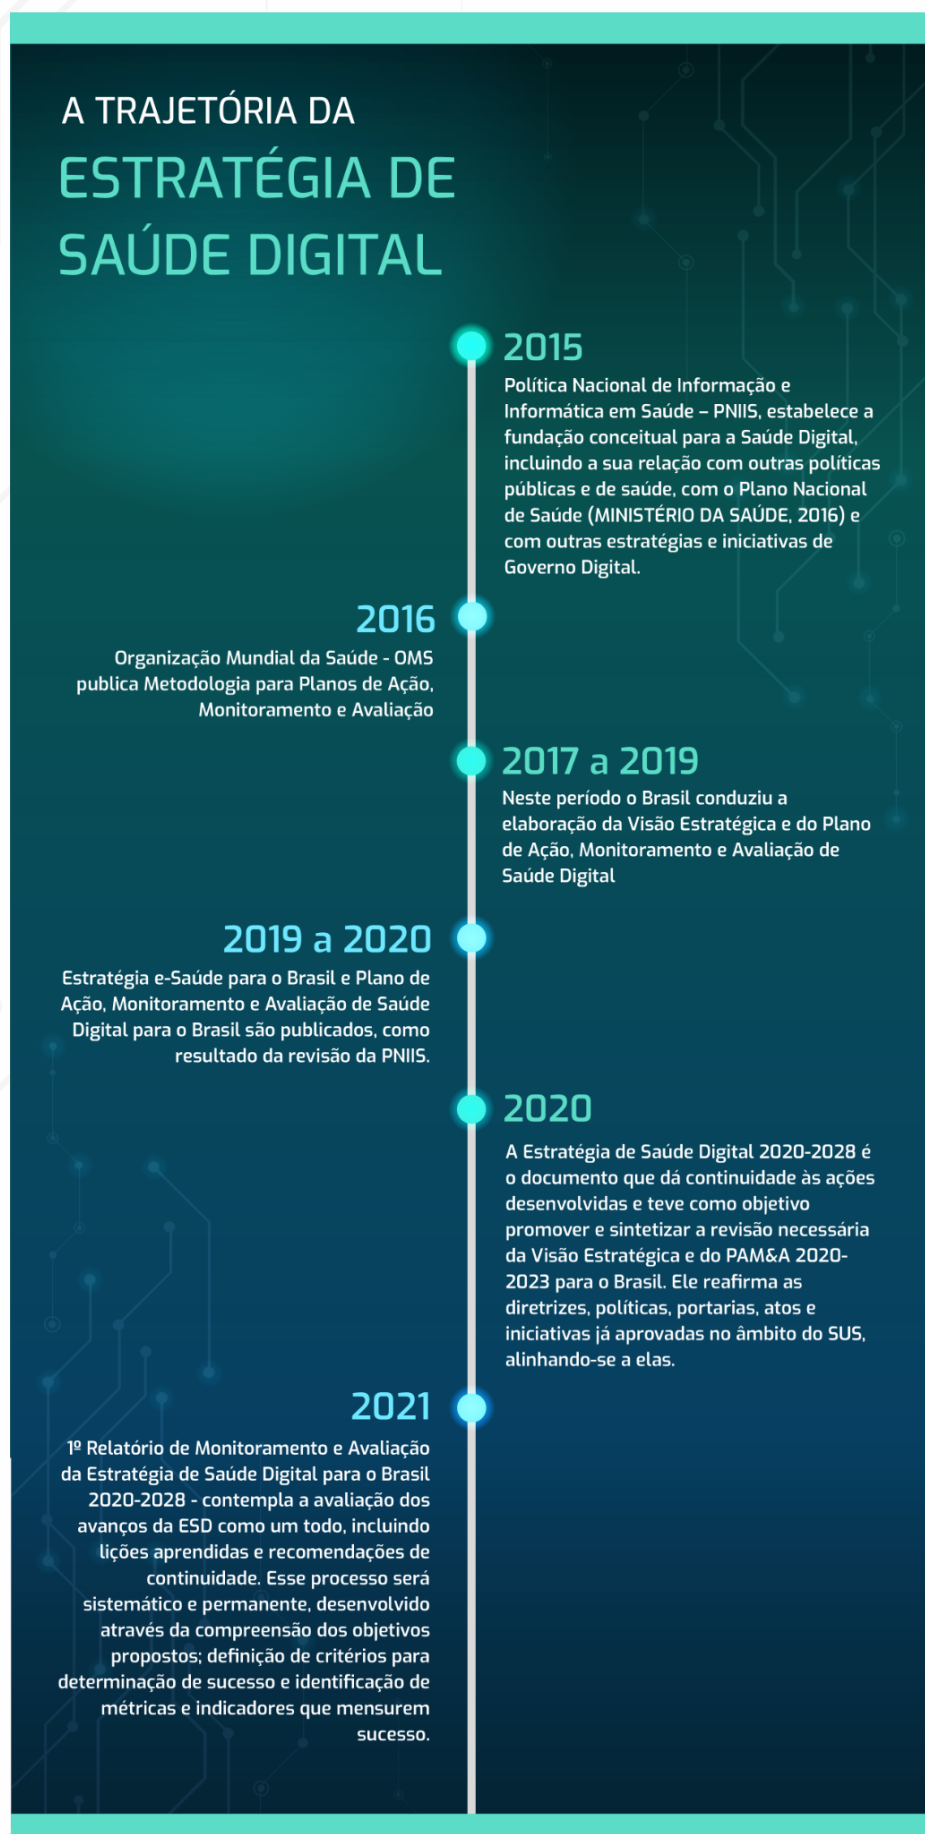 A TRAJETÓRIA DA
ESTRATÉGIA DE
SAÚDE DIGITAL
2015
Política Nacional de Informação e
Informática em Saúde – PNIIS, estabelece a
fundação conceitual para a Saúde Digital,
incluindo a sua relação com outras políticas
públicas e de saúde, com o Plano Nacional
de Saúde (MINISTÉRIO DA SAÚDE, 2016) e
com outras estratégias e iniciativas de
Governo Digital.
2016
Organização Mundial da Saúde - OMS
publica Metodologia para Planos de Ação,
Monitoramento e Avaliação
2017 a 2019
Neste período o Brasil conduziu a
elaboração da Visão Estratégica e do Plano
de Ação, Monitoramento e Avaliação de
Saúde Digital
2019 a 2020
Estratégia e-Saúde para o Brasil e Plano de
Ação, Monitoramento e Avaliação de Saúde
Digital para o Brasil são publicados, como
resultado da revisão da PNIIS.
2020
A Estratégia de Saúde Digital 2020-2028 é
o documento que dá continuidade às ações
desenvolvidas e teve como objetivo
promover e sintetizar a revisão necessária
da Visão Estratégica e do PAM&A 2020-
2023 para o Brasil. Ele reafirma as
diretrizes, políticas, portarias, atos e
iniciativas já aprovadas no âmbito do SUS,
alinhando-se a elas.
2021
1º Relatório de Monitoramento e Avaliação
da Estratégia de Saúde Digital para o Brasil
2020-2028 - contempla a avaliação dos
avanços da ESD como um todo, incluindo
lições aprendidas e recomendações de
continuidade. Esse processo será
sistemático e permanente, desenvolvido
através da compreensão dos objetivos
propostos; definição de critérios para
determinação de sucesso e identificação de
métricas e indicadores que mensurem
sucesso.